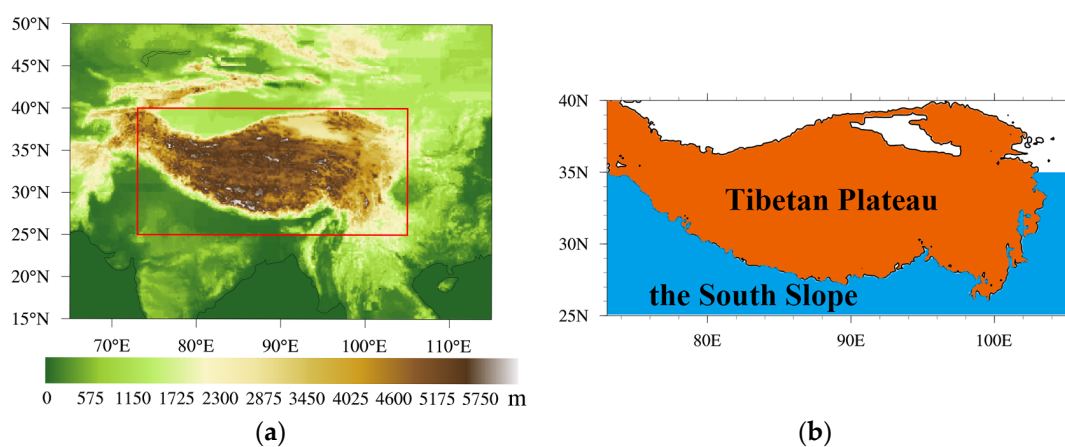 50°N
45°N
40°N
35°N
30°N
25°N
20°N
15°N
70°E 80°E 90°E 100°E 110°E
0 575 1150 1725 2300 2875 3450 4025 4600 5175 5750 m
(a)
40N
35N
30N
25N
Tibetan Plateau
the South Slope
80E 90E 100E
(b)